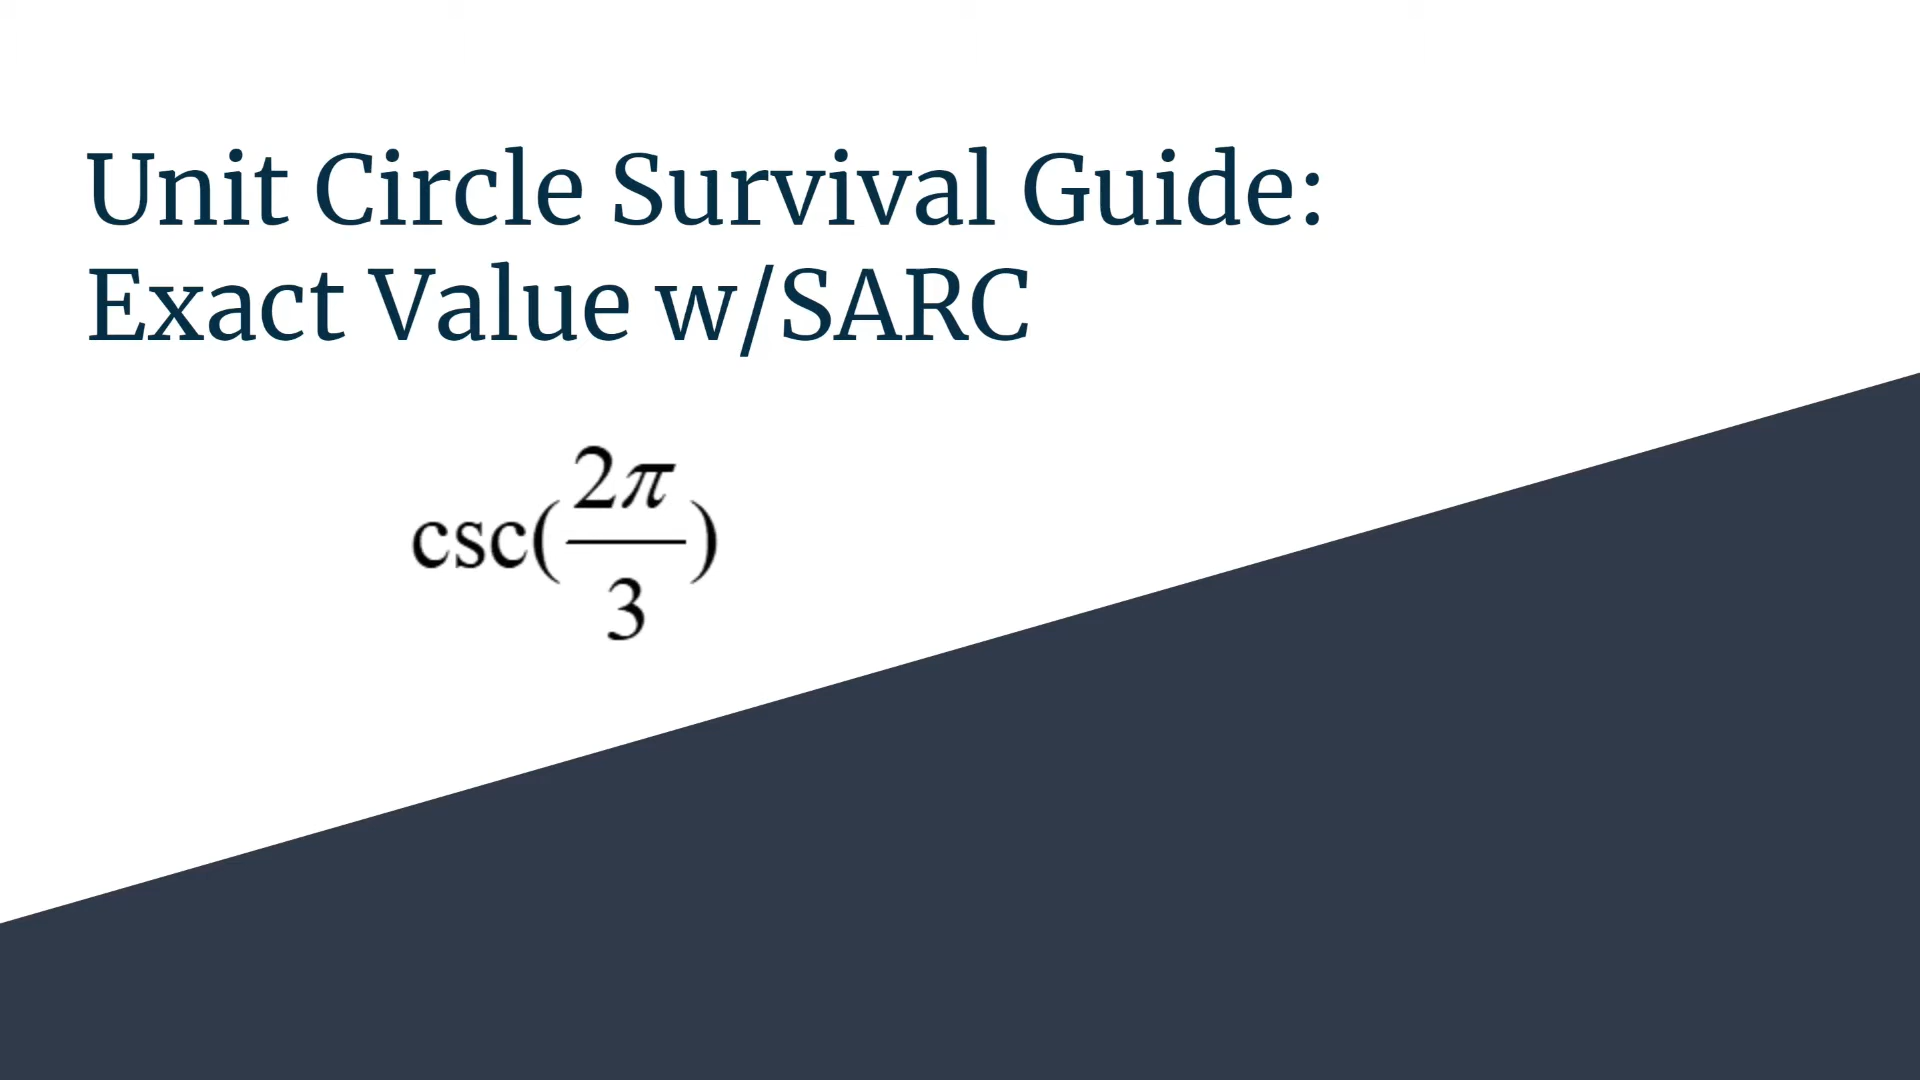 Unit Circle Survival Guide:
Exact Value w/SARC
csc(2π/3)